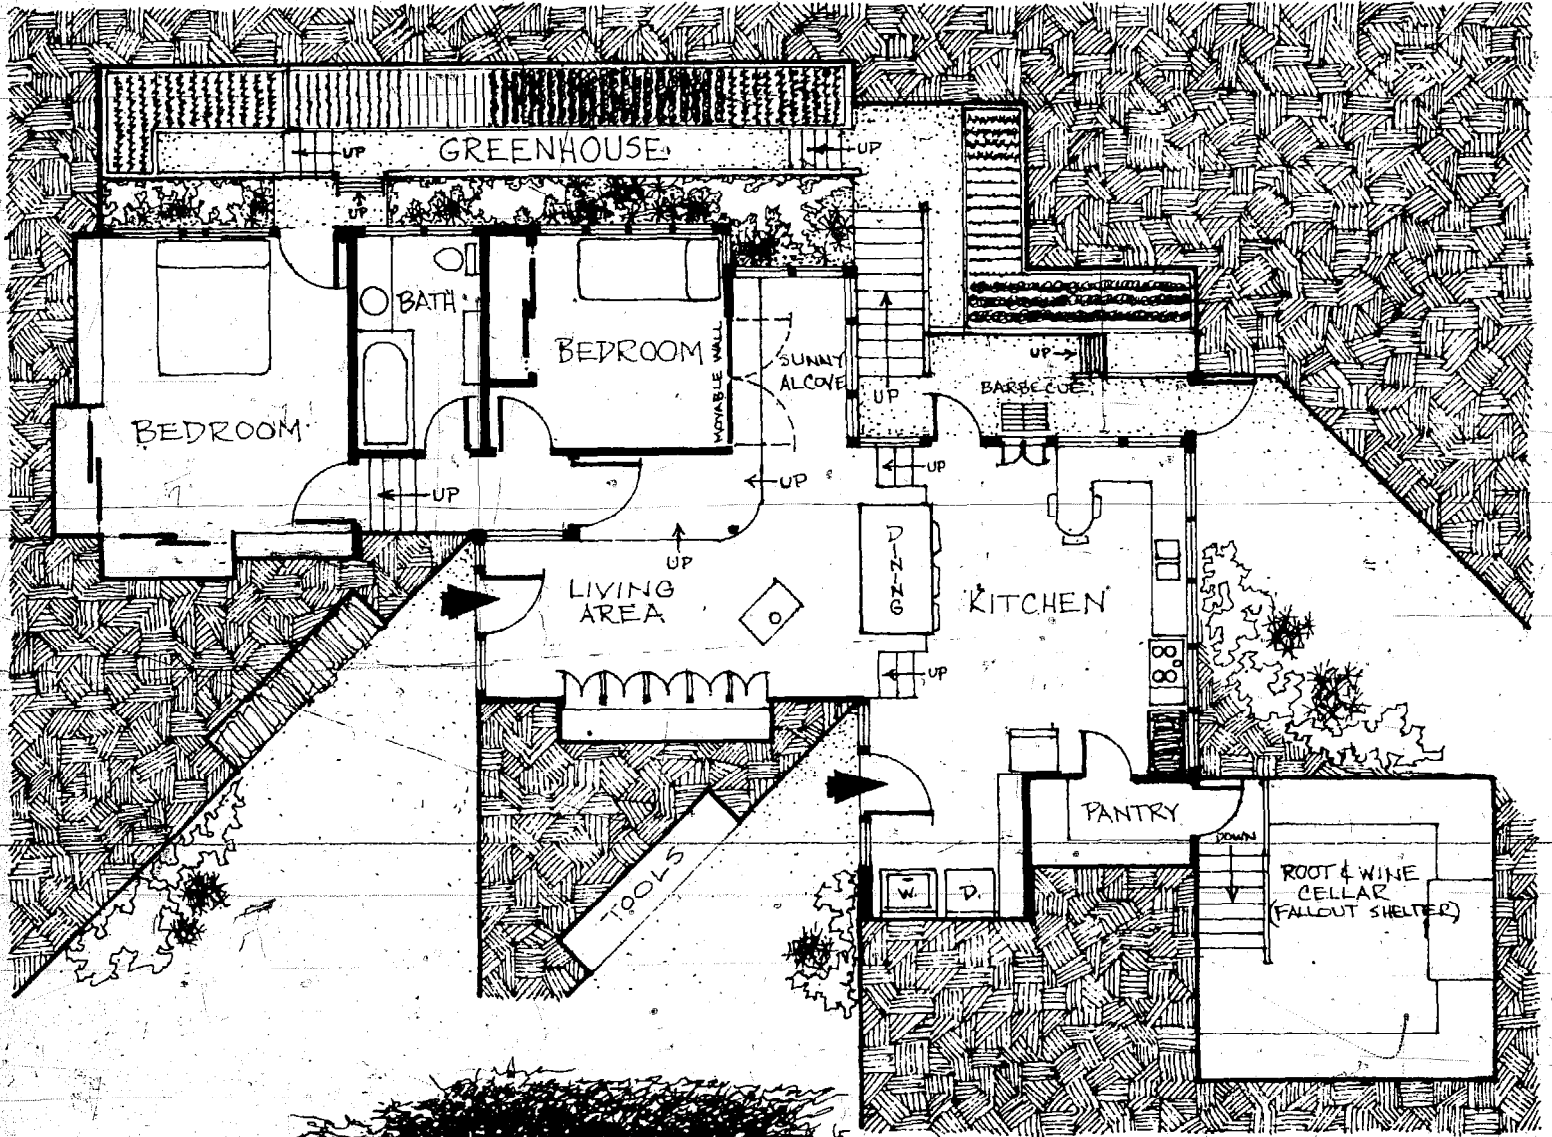 UP
GREENHOUSE
UP
UP
BATH
BEDROOM
MOVABLE WALL
SUNNY
ALCOVE
UP
UP
BARBECUE
BEDROOM
UP
UP
UP
UP
DINING
LIVING
AREA
KITCHEN
UP
PANTRY
DOWN
TOOLS
W.
D.
ROOT & WINE
CELLAR
(FALLOUT SHELTER)